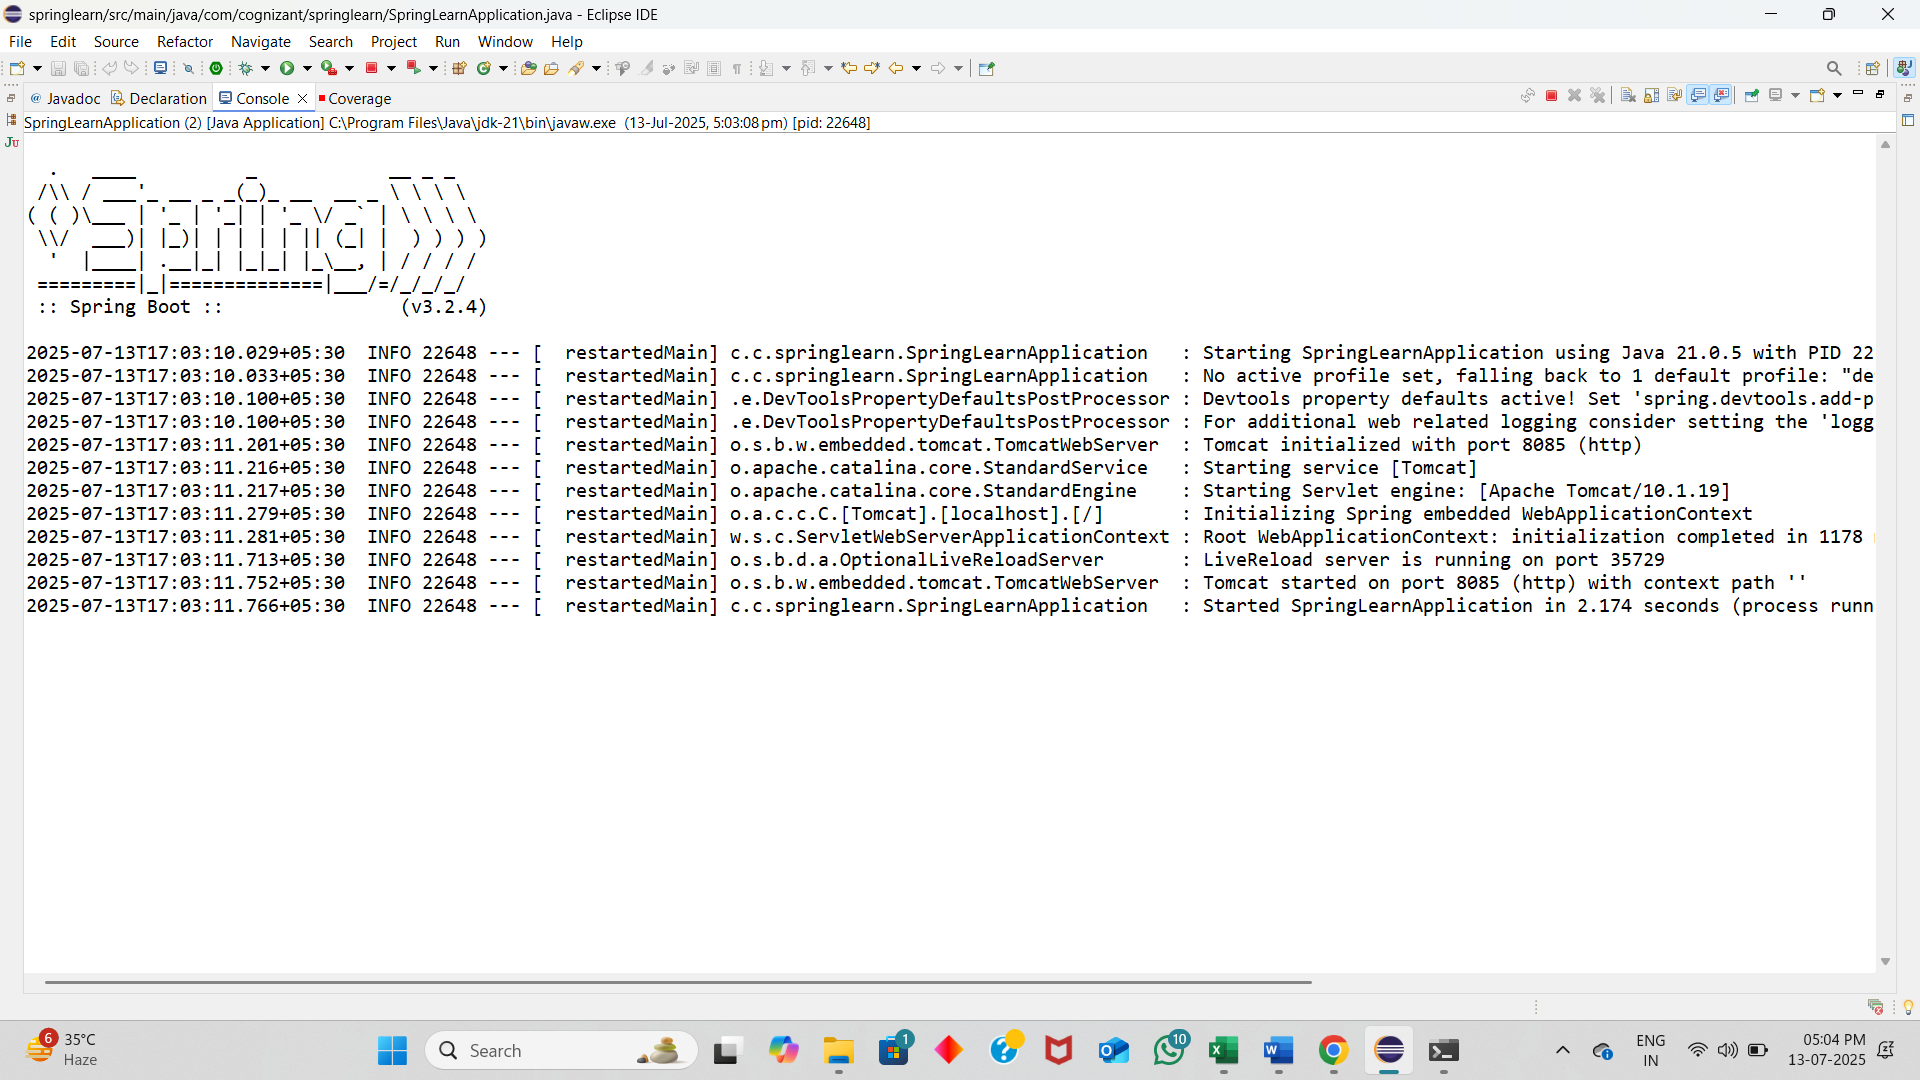 springlearn/src/main/java/com/cognizant/springlearn/SpringLearnApplication.java - Eclipse IDE
File Edit Source Refactor Navigate Search Project Run Window Help
@ Javadoc Declaration Console Coverage
SpringLearnApplication (2) [Java Application] C:\Program Files\Java\jdk-21\bin\javaw.exe (13-Jul-2025, 5:03:08 pm) [pid: 22648]
Spring
:: Spring Boot :: (v3.2.4)
2025-07-13T17:03:10.029+05:30 INFO 22648 --- [ restartedMain] c.c.springlearn.SpringLearnApplication : Starting SpringLearnApplication using Java 21.0.5 with PID 22
2025-07-13T17:03:10.033+05:30 INFO 22648 --- [ restartedMain] c.c.springlearn.SpringLearnApplication : No active profile set, falling back to 1 default profile: "de
2025-07-13T17:03:10.100+05:30 INFO 22648 --- [ restartedMain] .e.DevToolsPropertyDefaultsPostProcessor : Devtools property defaults active! Set 'spring.devtools.add-p
2025-07-13T17:03:10.100+05:30 INFO 22648 --- [ restartedMain] .e.DevToolsPropertyDefaultsPostProcessor : For additional web related logging consider setting the 'logg
2025-07-13T17:03:11.201+05:30 INFO 22648 --- [ restartedMain] o.s.b.w.embedded.tomcat.TomcatWebServer : Tomcat initialized with port 8085 (http)
2025-07-13T17:03:11.216+05:30 INFO 22648 --- [ restartedMain] o.apache.catalina.core.StandardService : Starting service [Tomcat]
2025-07-13T17:03:11.217+05:30 INFO 22648 --- [ restartedMain] o.apache.catalina.core.StandardEngine : Starting Servlet engine: [Apache Tomcat/10.1.19]
2025-07-13T17:03:11.279+05:30 INFO 22648 --- [ restartedMain] o.a.c.c.C.[Tomcat].[localhost].[/] : Initializing Spring embedded WebApplicationContext
2025-07-13T17:03:11.281+05:30 INFO 22648 --- [ restartedMain] w.s.c.ServletWebServerApplicationContext : Root WebApplicationContext: initialization completed in 1178
2025-07-13T17:03:11.713+05:30 INFO 22648 --- [ restartedMain] o.s.b.d.a.OptionalLiveReloadServer : LiveReload server is running on port 35729
2025-07-13T17:03:11.752+05:30 INFO 22648 --- [ restartedMain] o.s.b.w.embedded.tomcat.TomcatWebServer : Tomcat started on port 8085 (http) with context path ''
2025-07-13T17:03:11.766+05:30 INFO 22648 --- [ restartedMain] c.c.springlearn.SpringLearnApplication : Started SpringLearnApplication in 2.174 seconds (process runn
6
35°C
Haze
Search
1
10
ENG
IN
05:04 PM
13-07-2025